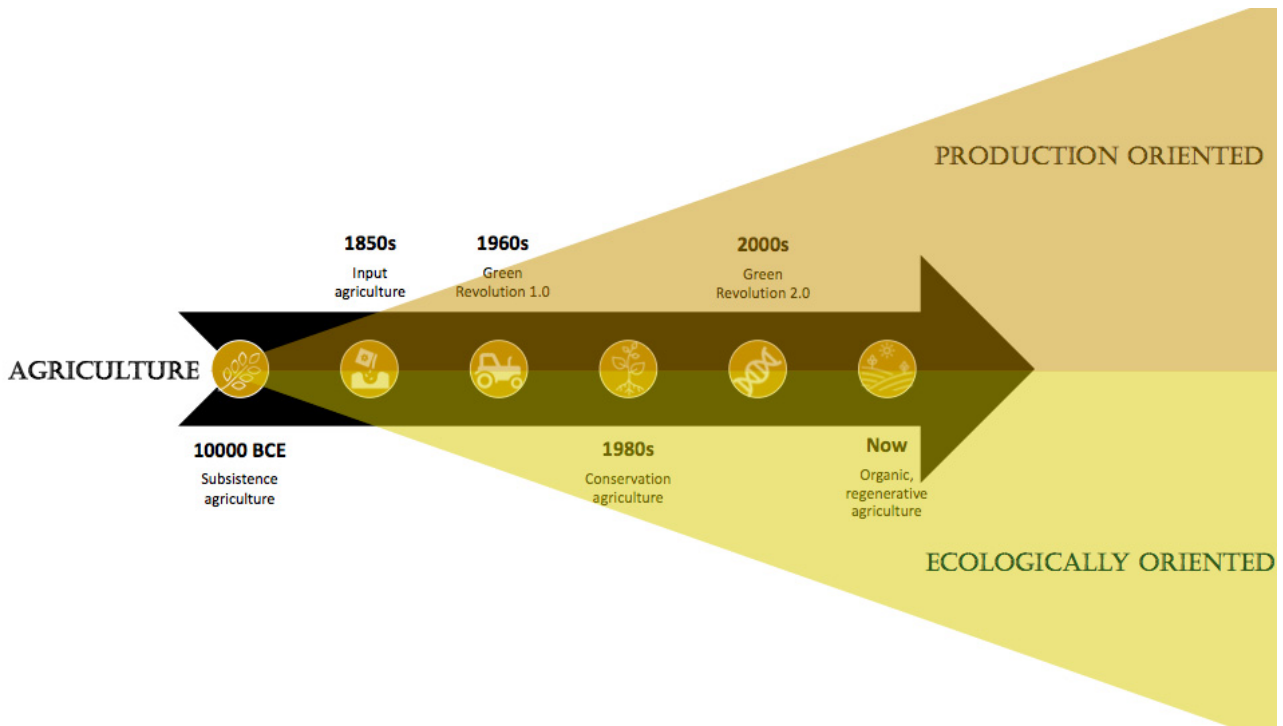 PRODUCTION ORIENTED
1850s
Input
agriculture
1960s
Green
Revolution 1.0
2000s
Green
Revolution 2.0
AGRICULTURE
10000 BCE
Subsistence
agriculture
1980s
Conservation
agriculture
Now
Organic,
regenerative
agriculture
ECOLOGICALLY ORIENTED